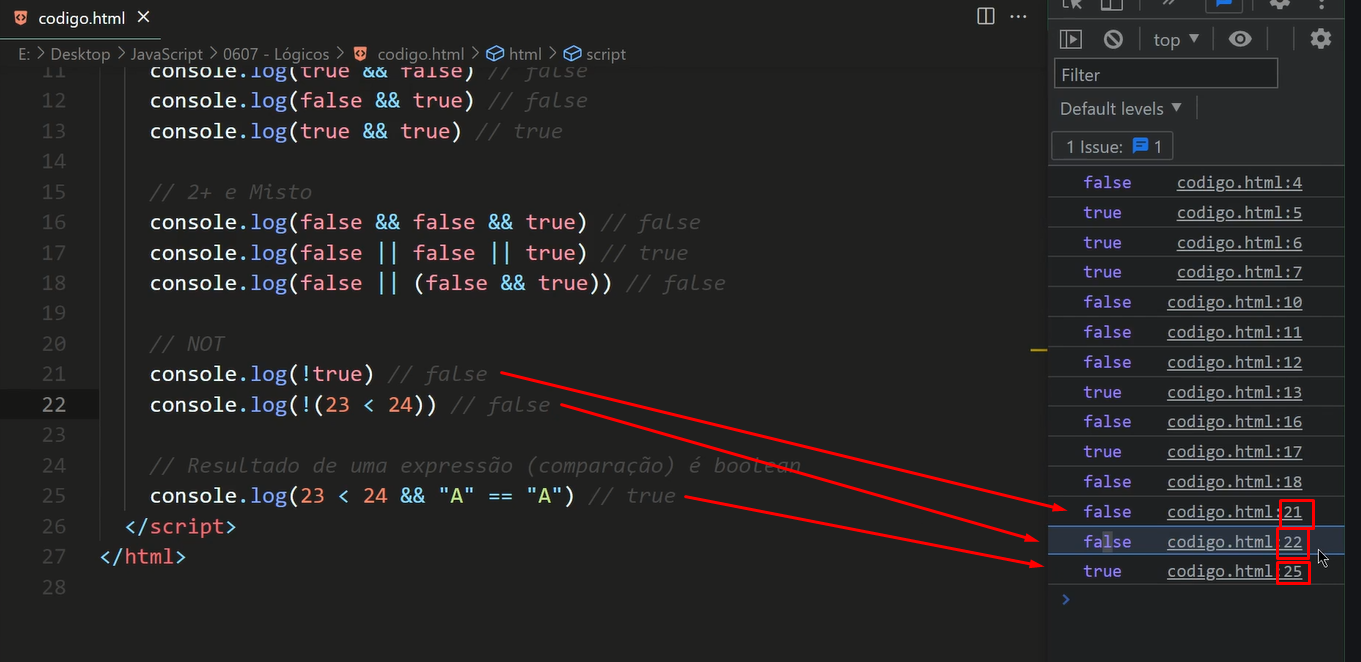 codigo.html
E: > Desktop > JavaScript > 0607 - Lógicos > codigo.html > html > script
11 console.log(true && false) // false
12 console.log(false && true) // false
13 console.log(true && true) // true
14
15 // 2+ e Misto
16 console.log(false && false && true) // false
17 console.log(false || false || true) // true
18 console.log(false || (false && true)) // false
19
20 // NOT
21 console.log(!true) // false
22 console.log(!(23 < 24)) // false
23
24 // Resultado de uma expressão (comparação) é boolean
25 console.log(23 < 24 && "A" == "A") // true
26 </script>
27 </html>
28
top
Filter
Default levels
1 Issue: 1
false codigo.html:4
true codigo.html:5
true codigo.html:6
true codigo.html:7
false codigo.html:10
false codigo.html:11
false codigo.html:12
true codigo.html:13
false codigo.html:16
true codigo.html:17
false codigo.html:18
false codigo.html:21
false codigo.html:22
true codigo.html:25